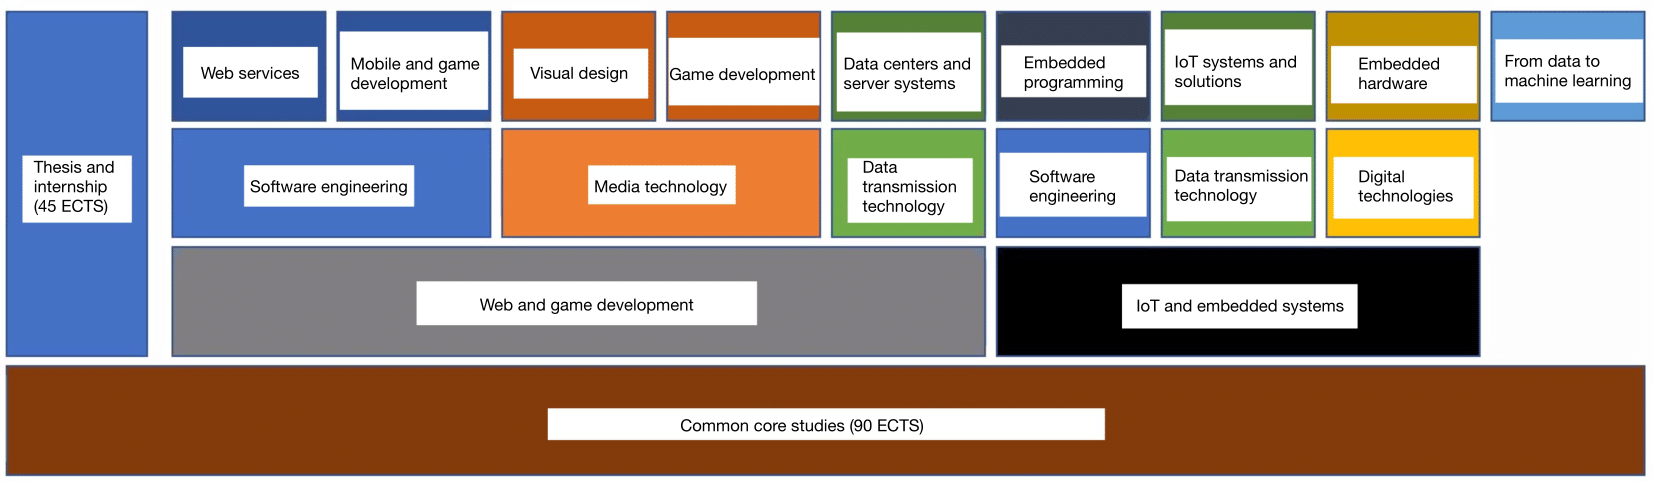 Thesis and
internship
(45 ECTS)
Web services
Mobile and game
development
Visual design
Game development
Data centers and
server systems
Embedded
programming
IoT systems and
solutions
Embedded
hardware
From data to
machine learning
Software engineering
Media technology
Data
transmission
technology
Software
engineering
Data transmission
technology
Digital
technologies
Web and game development
IoT and embedded systems
Common core studies (90 ECTS)